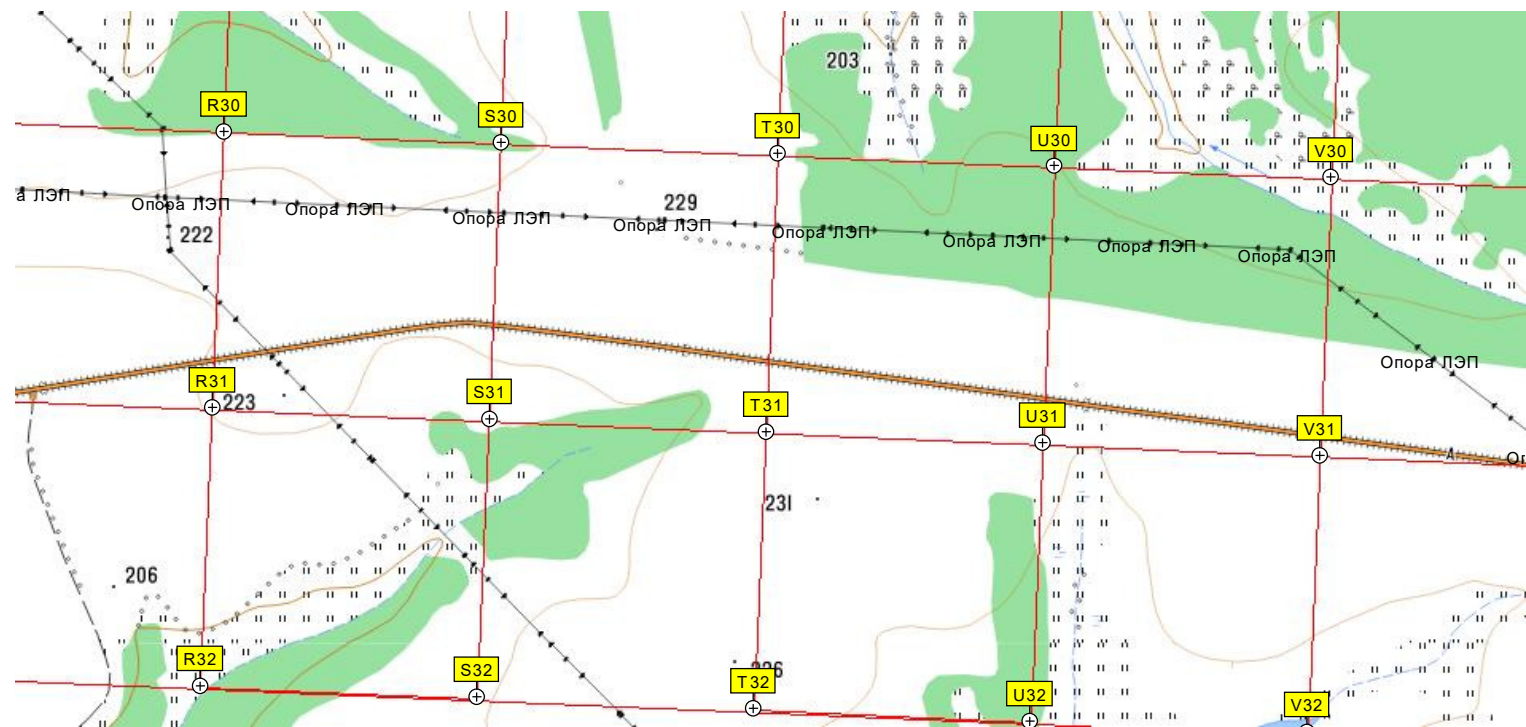 203
R30
S30
T30
U30
V30
а ЛЭП
Опора ЛЭП
Опора ЛЭП
Опора ЛЭП
Опора ЛЭП
Опора ЛЭП
Опора ЛЭП
Опора ЛЭП
Опора ЛЭП
229
222
Опора ЛЭП
R31
S31
T31
U31
V31
223
А
Оп
231
206
R32
S32
T32
U32
V32